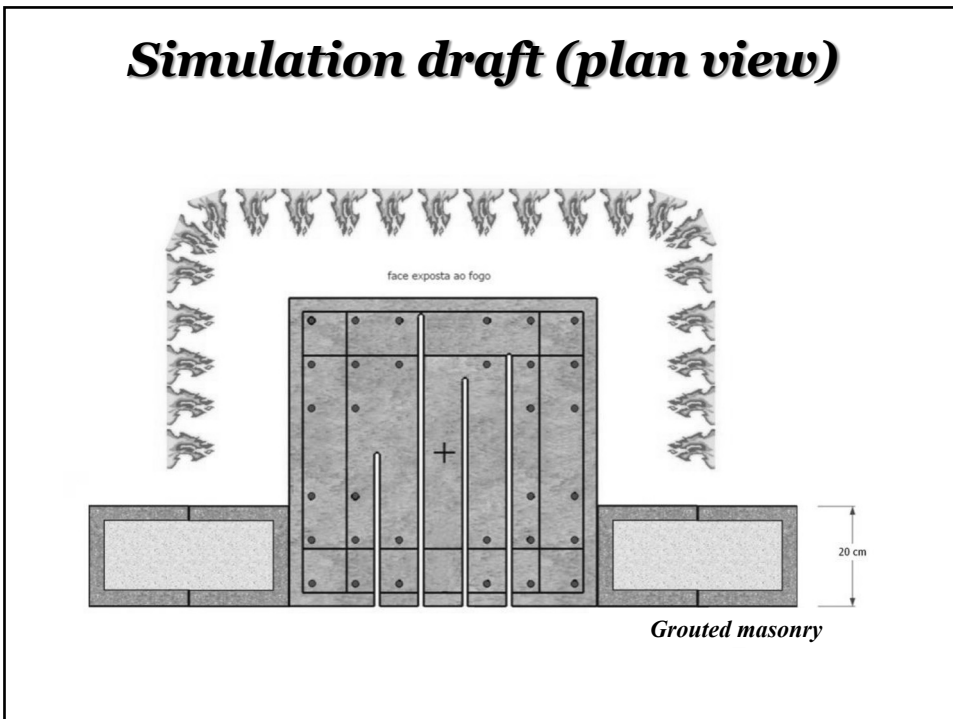 Simulation draft (plan view)
face exposta ao fogo
20 cm
Grouted masonry